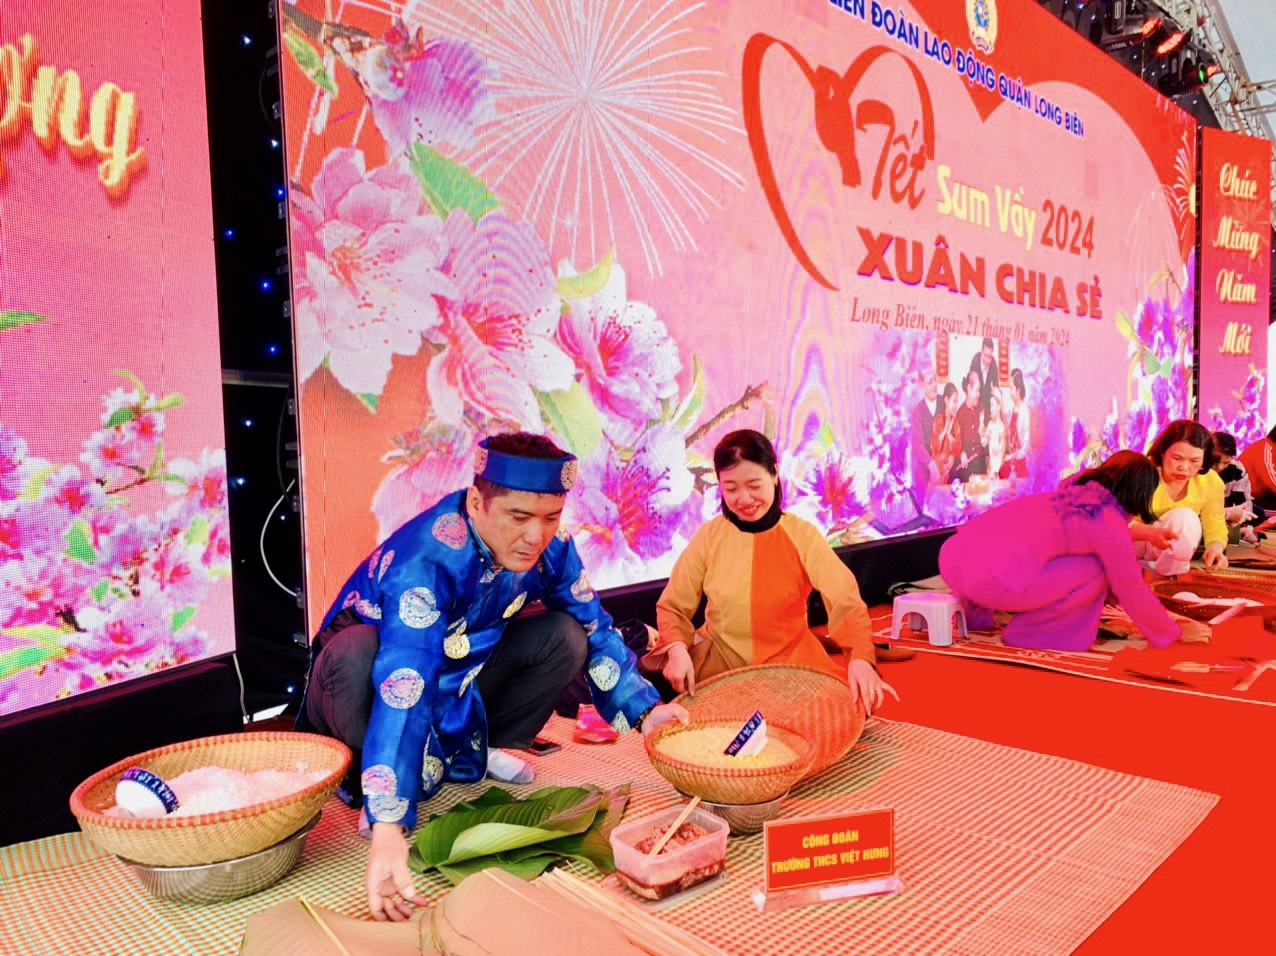 ĐOÀN LAO ĐỘNG QUẬN LONG BIÊN
Tết
Sum Vầy 2024
XUÂN CHIA SẺ
Long Biên, ngày 21 tháng 01 năm 2024
Chúc
Mừng
Năm
Mới
CÔNG ĐOÀN
TRƯỜNG THCS VIỆT HƯNG